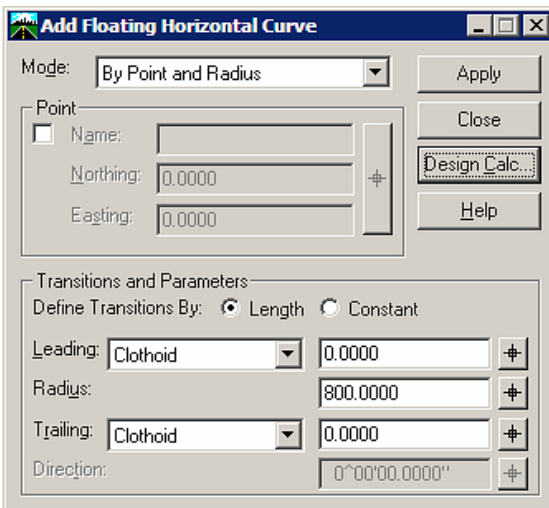 Add Floating Horizontal Curve
Mode: By Point and Radius
Apply
Point
Close
Name:
Design Calc...
Northing: 0.0000
Help
Easting: 0.0000
Transitions and Parameters
Define Transitions By: Length Constant
Leading: Clothoid 0.0000
Radius: 800.0000
Trailing: Clothoid 0.0000
Direction: 0^00'00.0000"